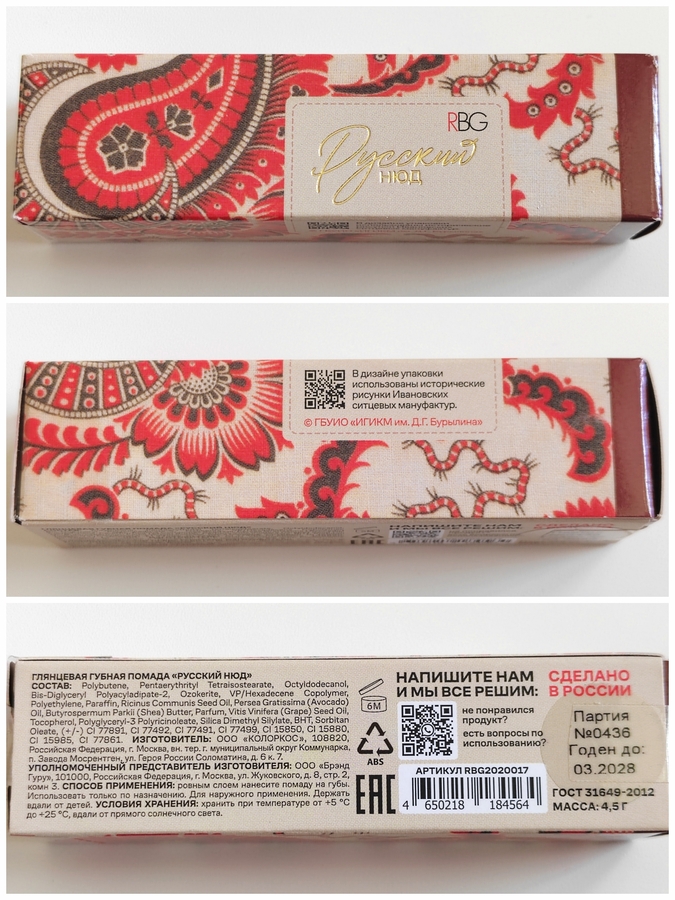 RBG
Русский
НЮД
В дизайне упаковки
использованы исторические
рисунки Ивановских
ситцевых мануфактур.
© ГБУИО «ИГИКМ им. Д.Г. Бурылина»
ГЛЯНЦЕВАЯ ГУБНАЯ ПОМАДА «РУССКИЙ НЮД»
СОСТАВ: Polybutene, Pentaerythrityl Tetraisostearate, Octyldodecanol,
Bis-Diglyceryl Polyacyladipate-2, Ozokerite, VP/Hexadecene Copolymer,
Polyethylene, Paraffin, Ricinus Communis Seed Oil, Persea Gratissima (Avocado)
Oil, Butyrospermum Parkii (Shea) Butter, Parfum, Vitis Vinifera (Grape) Seed Oil,
Tocopherol, Polyglyceryl-3 Polyricinoleate, Silica Dimethyl Silylate, BHT, Sorbitan
Oleate, (+/-) CI 77891, CI 77492, CI 77491, CI 77499, CI 15850, CI 15880,
CI 15985, CI 77861. ИЗГОТОВИТЕЛЬ: ООО «КОЛОРКОС», 108820,
Российская Федерация, г. Москва, вн. тер. г. муниципальный округ Коммунарка,
п. Завода Мосрентген, ул. Героя России Соломатина, д. 6 к. 7.
УПОЛНОМОЧЕННЫЙ ПРЕДСТАВИТЕЛЬ ИЗГОТОВИТЕЛЯ: ООО «Брэнд
Гуру», 101000, Российская Федерация, г. Москва, ул. Жуковского, д. 8, стр. 2,
комн 3. СПОСОБ ПРИМЕНЕНИЯ: ровным слоем нанесите помаду на губы.
Использовать только по назначению. Для наружного применения. Держать
вдали от детей. УСЛОВИЯ ХРАНЕНИЯ: хранить при температуре от +5 °C
до +25 °C, вдали от прямого солнечного света.
6M
ABS
EAC
НАПИШИТЕ НАМ
И МЫ ВСЕ РЕШИМ:
не понравился
продукт?
есть вопросы по
использованию?
АРТИКУЛ RBG2020017
4 650218 184564
СДЕЛАНО
В РОССИИ
Партия
№0436
Годен до:
03.2028
ГОСТ 31649-2012
МАССА: 4,5 Г